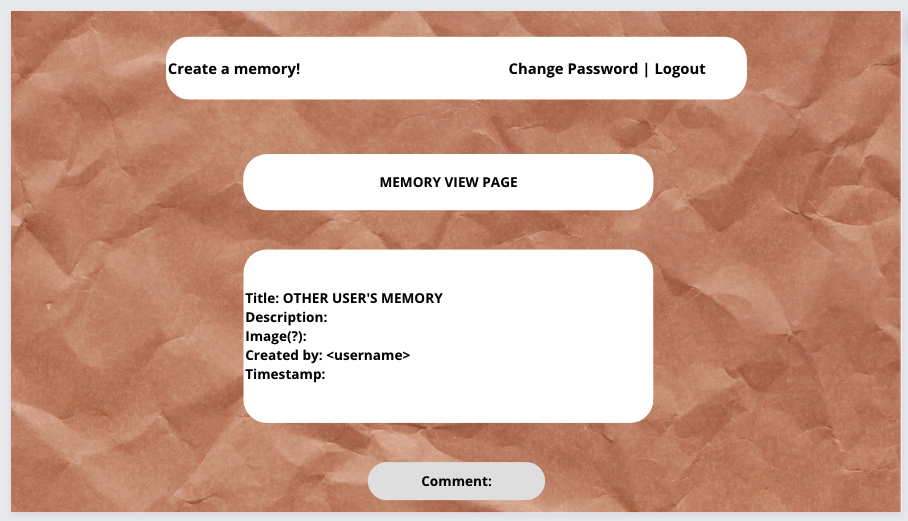 Create a memory! Change Password | Logout
MEMORY VIEW PAGE
Title: OTHER USER'S MEMORY
Description:
Image(?):
Created by: <username>
Timestamp:
Comment: